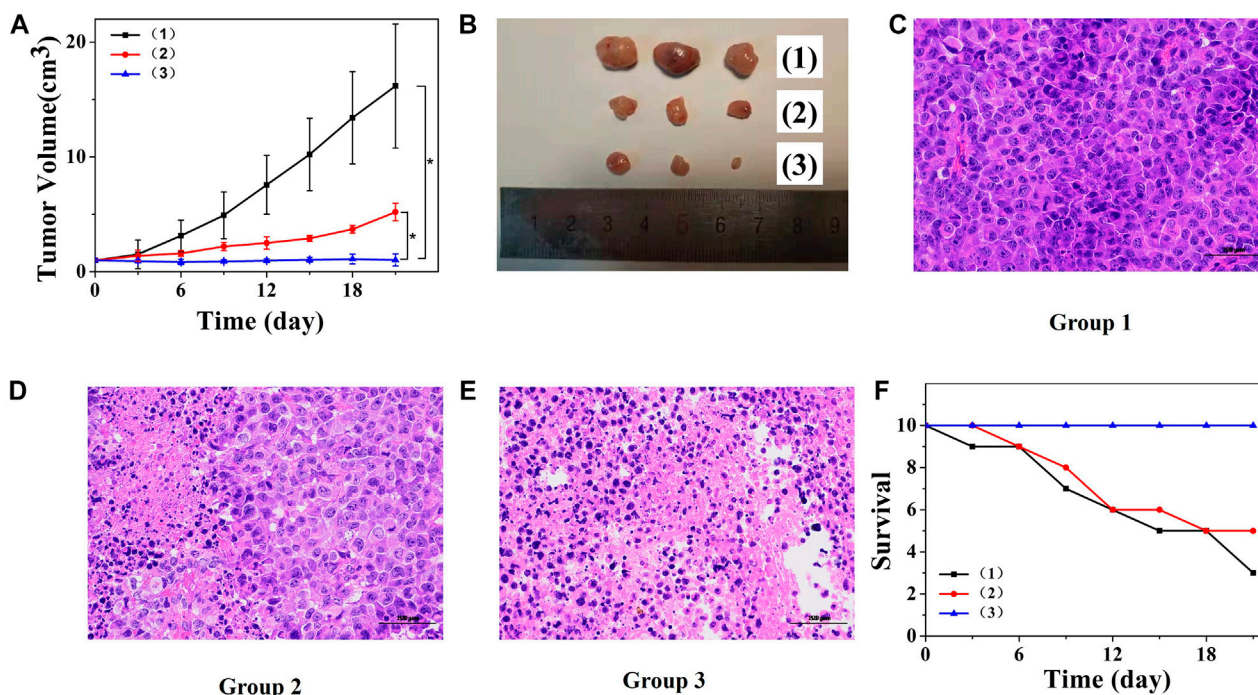 A
20
10
0
Tumor Volume(cm3)
(1)
(2)
(3)
*
*
0
6
12
18
Time (day)
B
(1)
(2)
(3)
1 2 3 4 5 6 7 8 9
C
Group 1
D
Group 2
E
Group 3
F
10
8
6
4
2
0
Survival
(1)
(2)
(3)
0
6
12
18
Time (day)